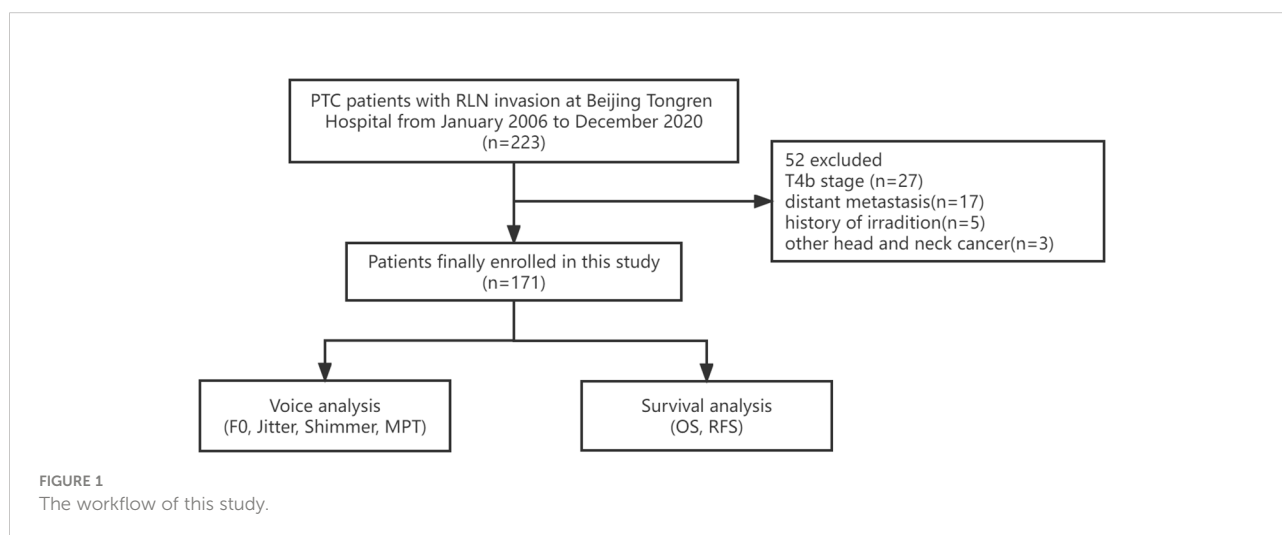 PTC patients with RLN invasion at Beijing Tongren
Hospital from January 2006 to December 2020
(n=223)
52 excluded
T4b stage (n=27)
distant metastasis(n=17)
history of irradition(n=5)
other head and neck cancer(n=3)
Patients finally enrolled in this study
(n=171)
Voice analysis
(F0, Jitter, Shimmer, MPT)
Survival analysis
(OS, RFS)
FIGURE 1
The workflow of this study.